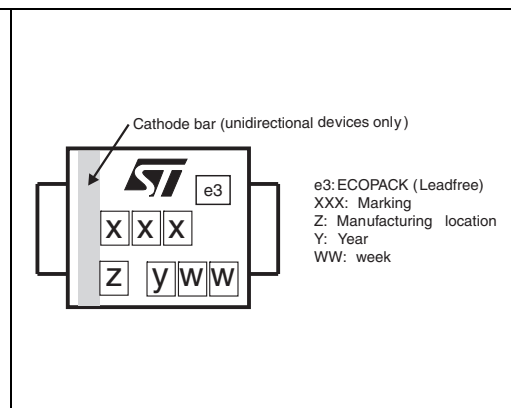 Cathode bar (unidirectional devices only)
ST
e3
x x x
z y w w
e3: ECOPACK (Leadfree)
XXX: Marking
Z: Manufacturing location
Y: Year
WW: week